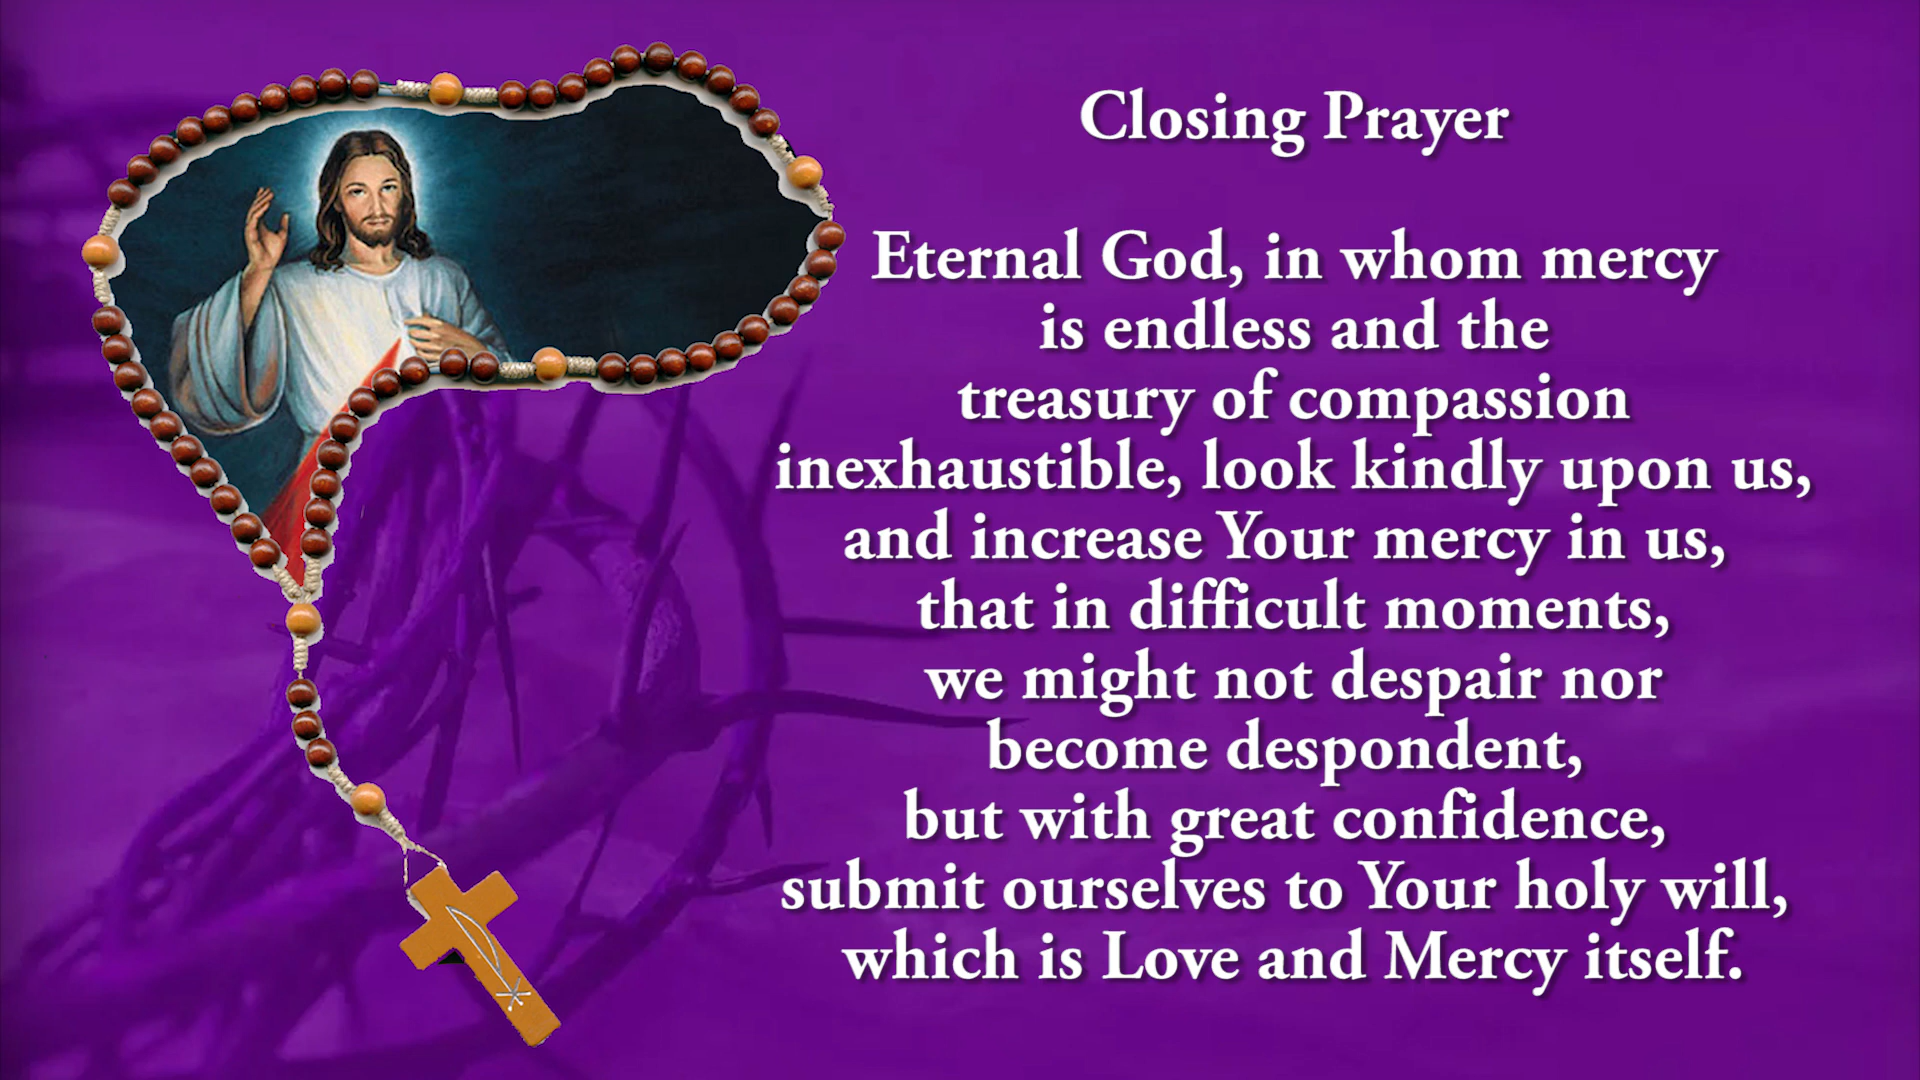 Closing Prayer
Eternal God, in whom mercy
is endless and the
treasury of compassion
inexhaustible, look kindly upon us,
and increase Your mercy in us,
that in difficult moments,
we might not despair nor
become despondent,
but with great confidence,
submit ourselves to Your holy will,
which is Love and Mercy itself.